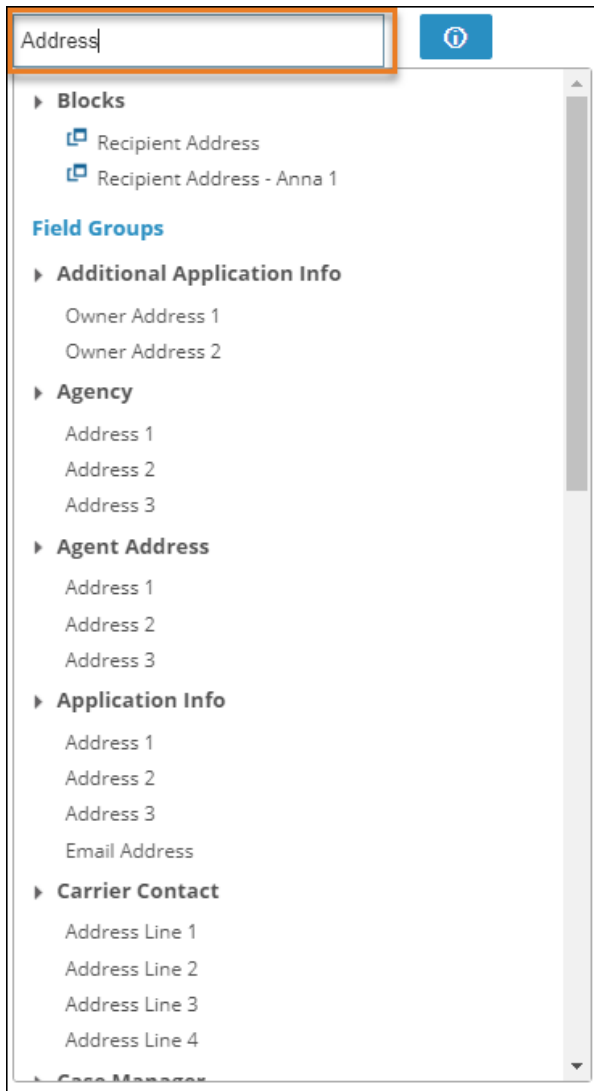 Address
Blocks
Recipient Address
Recipient Address - Anna 1
Field Groups
Additional Application Info
Owner Address 1
Owner Address 2
Agency
Address 1
Address 2
Address 3
Agent Address
Address 1
Address 2
Address 3
Application Info
Address 1
Address 2
Address 3
Email Address
Carrier Contact
Address Line 1
Address Line 2
Address Line 3
Address Line 4
Case Manager